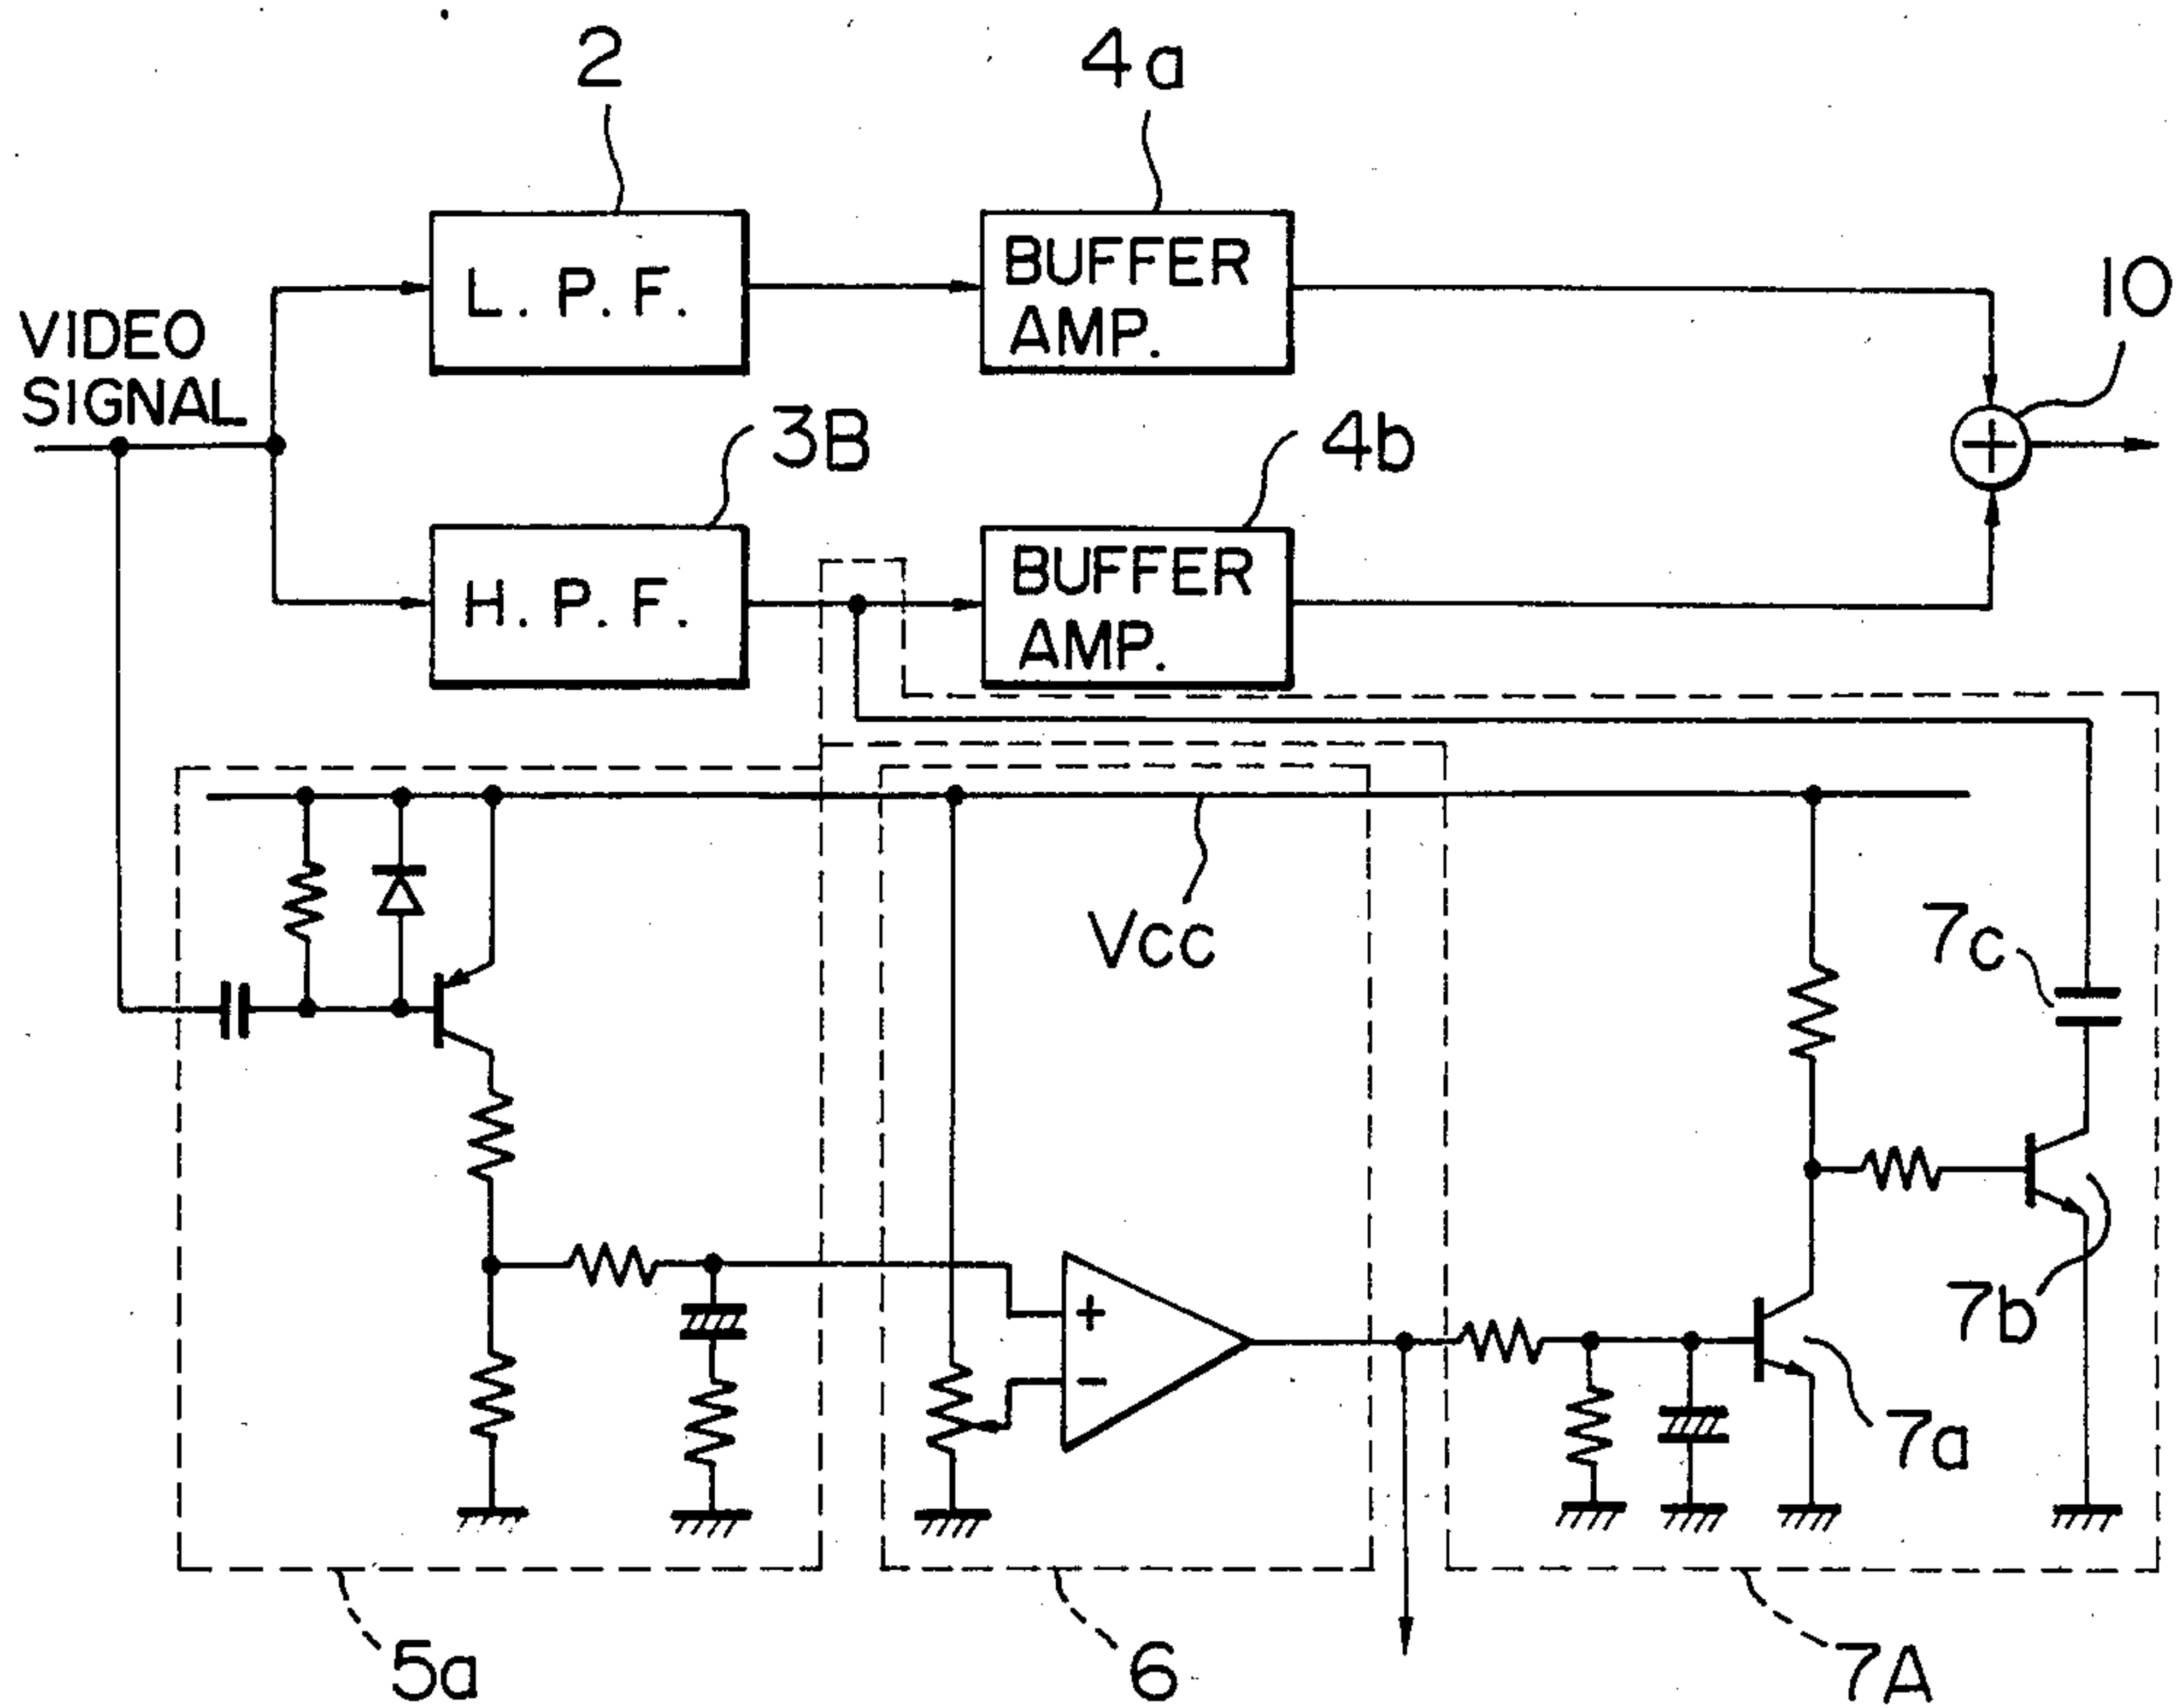 2
4a
L. P. F.
BUFFER
AMP.
10
VIDEO
SIGNAL
3B
4b
+
H. P. F.
BUFFER
AMP.
Vcc
7c
+
−
7b
7a
5a
6
7A